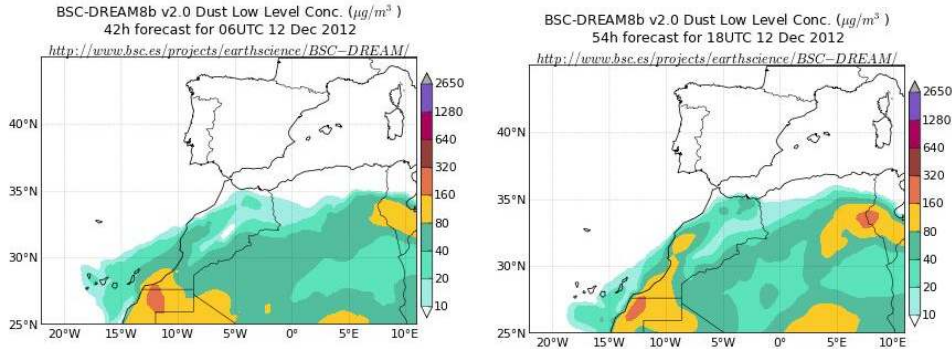 BSC-DREAM8b v2.0 Dust Low Level Conc. (μg/m³ )
42h forecast for 06UTC 12 Dec 2012
http://www.bsc.es/projects/earthscience/BSC−DREAM/
40°N
35°N
30°N
25°N
20°W 15°W 10°W 5°W 0° 5°E 10°E
2650
1280
640
320
160
80
40
20
10
BSC-DREAM8b v2.0 Dust Low Level Conc. (μg/m³ )
54h forecast for 18UTC 12 Dec 2012
http://www.bsc.es/projects/earthscience/BSC−DREAM/
40°N
35°N
30°N
25°N
20°W 15°W 10°W 5°W 0° 5°E 10°E
2650
1280
640
320
160
80
40
20
10